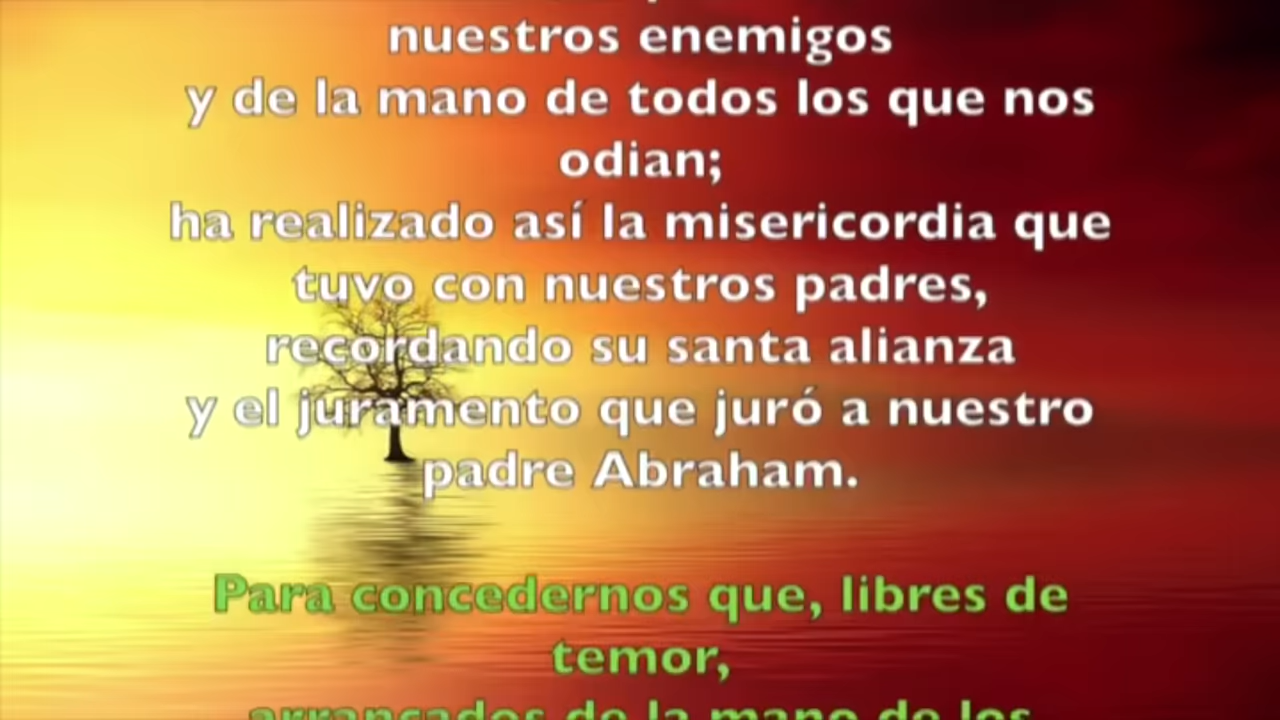 nuestros enemigos
y de la mano de todos los que nos
odian;
ha realizado así la misericordia que
tuvo con nuestros padres,
recordando su santa alianza
y el juramento que juró a nuestro
padre Abraham.
Para concedernos que, libres de
temor,
arrancados de la mano de los